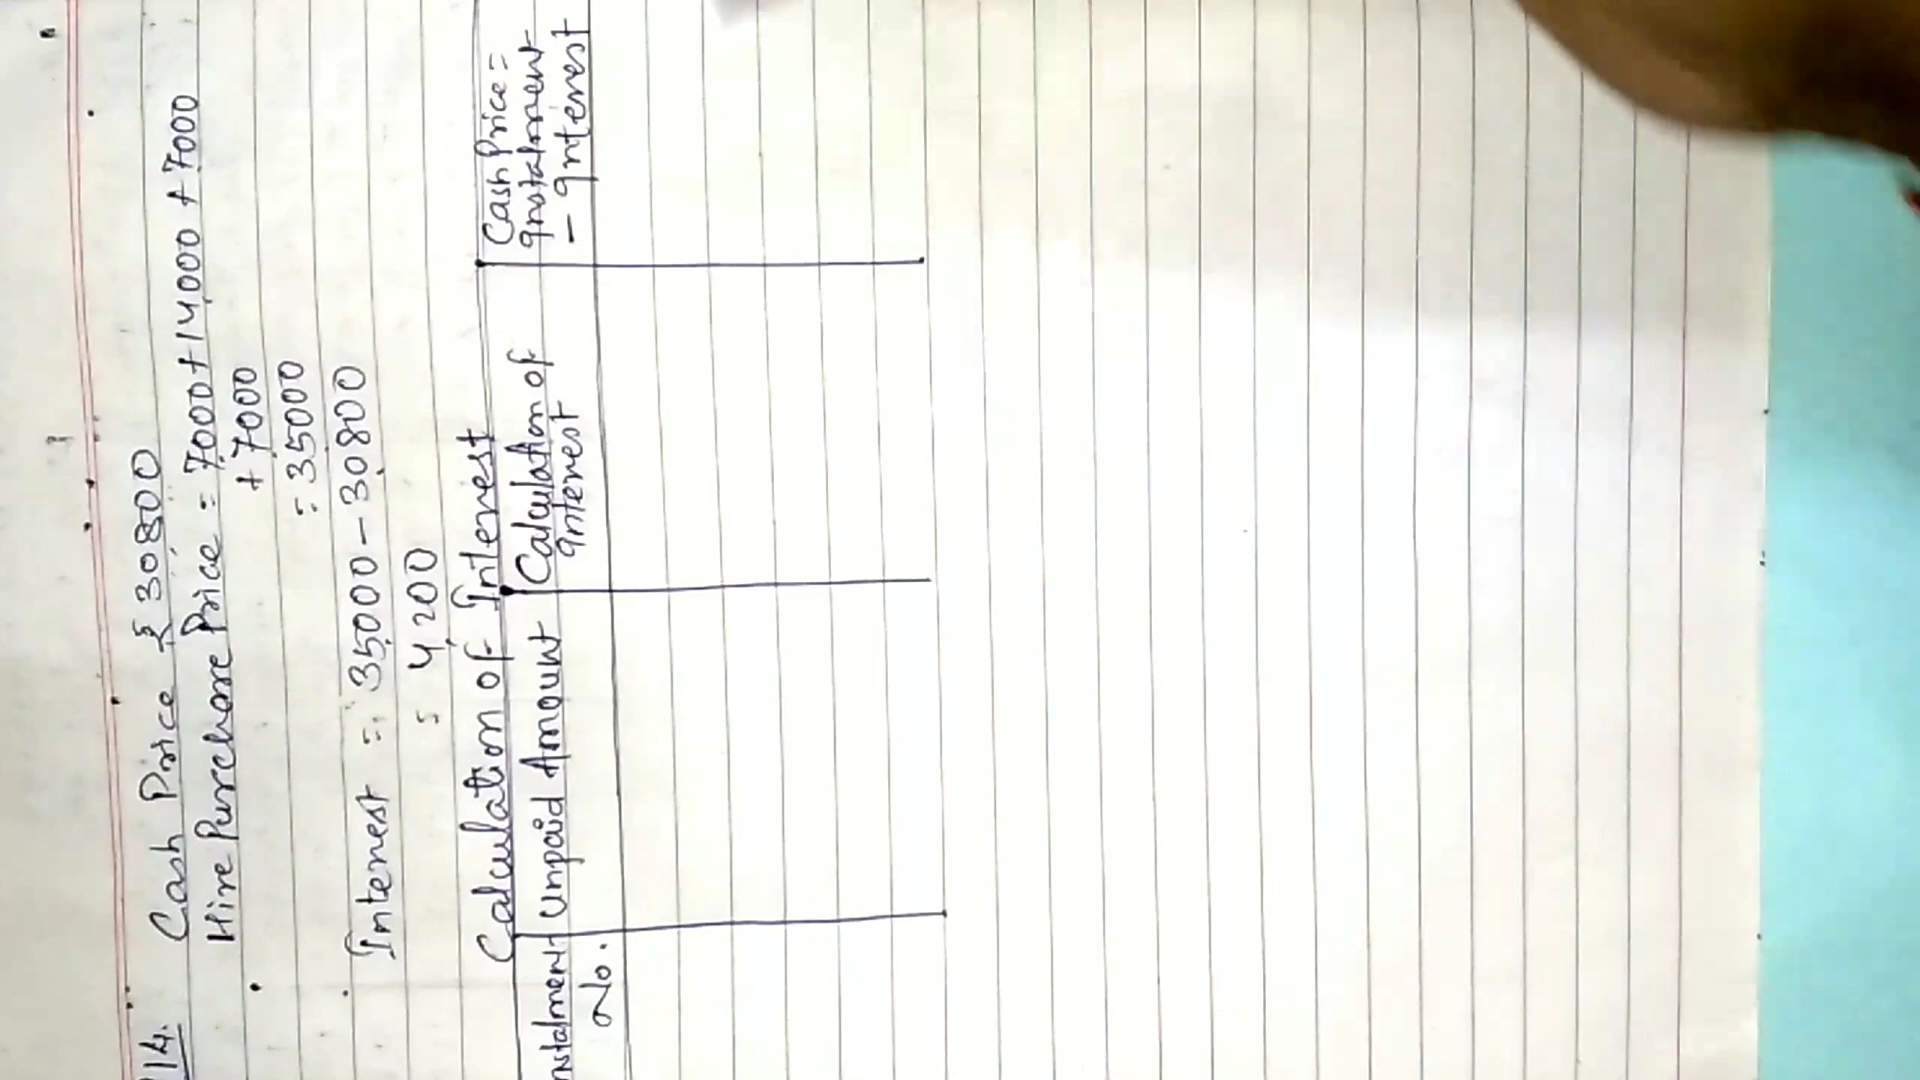 14. Cash Price ₹ 30800
Hire Purchase Price = 7000+14000+7000
+7000
= 35000
Interest = 35000-30800
= 4200
Calculation of Interest
Instalment No.
Unpaid Amount
Calculation of Interest
Cash Price = Instalment - Interest